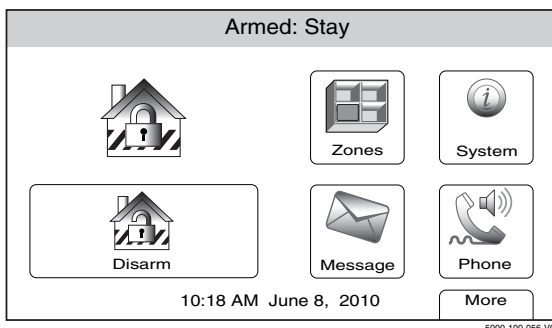 Armed: Stay
Zones
System
Disarm
Message
Phone
10:18 AM June 8, 2010
More